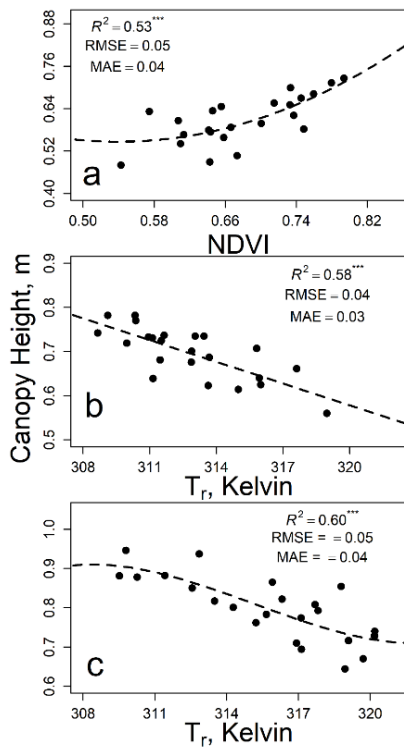 0.88
0.76
0.64
0.52
0.40
R² = 0.53***
RMSE = 0.05
MAE = 0.04
a
0.50 0.58 0.66 0.74 0.82
NDVI
Canopy Height, m
0.9
0.8
0.7
0.6
0.5
R² = 0.58***
RMSE = 0.04
MAE = 0.03
b
308 311 314 317 320
Tr, Kelvin
1.0
0.9
0.8
0.7
0.6
R² = 0.60***
RMSE = = 0.05
MAE = = 0.04
c
308 311 314 317 320
Tr, Kelvin